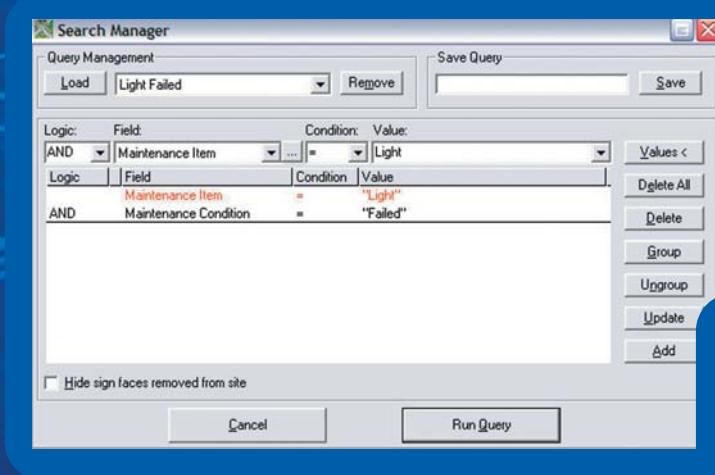 Search Manager
Query Management
Save Query
Load Light Failed Remove Save
Logic: Field: Condition: Value:
AND Maintenance Item ... = Light Values <
Logic Field Condition Value
Maintenance Item = "Light"
AND Maintenance Condition = "Failed"
Delete All
Delete
Group
Ungroup
Update
Add
Hide sign faces removed from site
Cancel Run Query